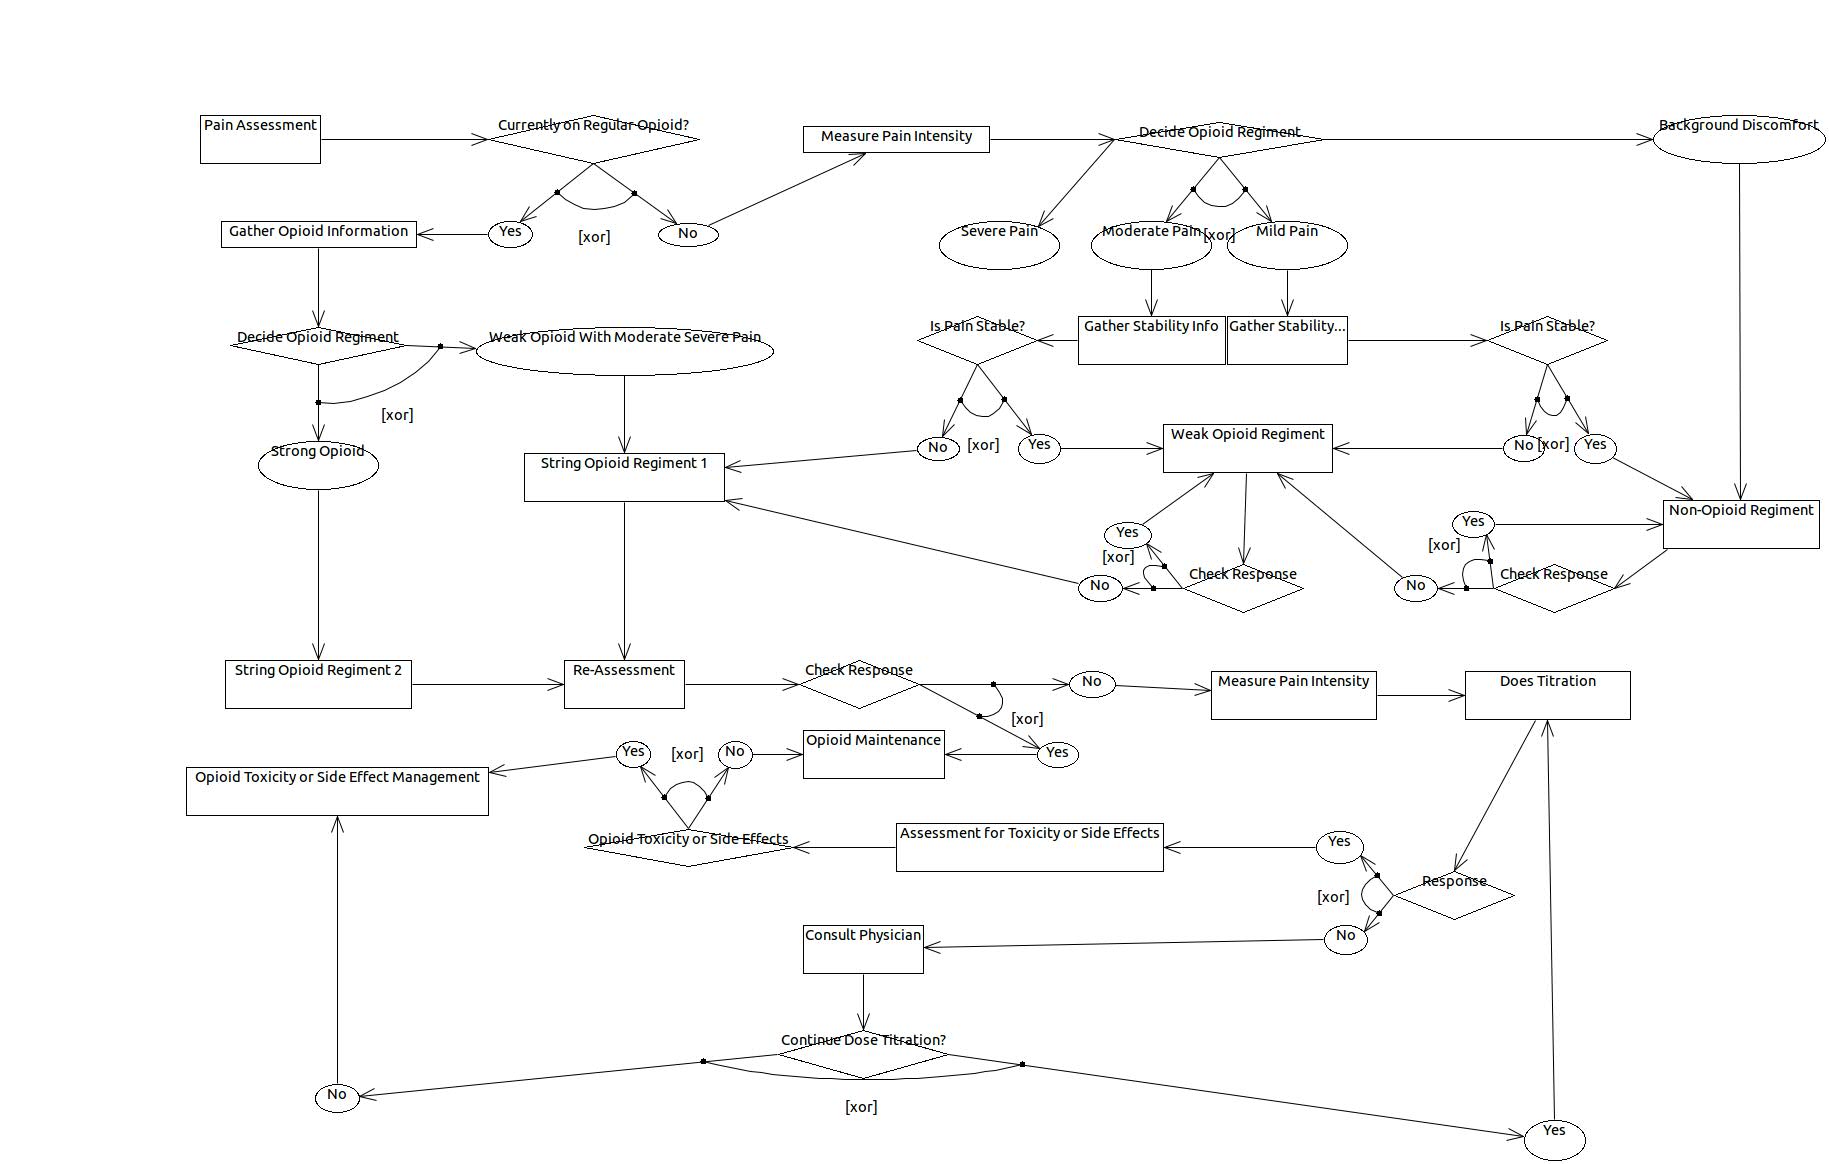 Pain Assessment
Currently on Regular Opioid?
Measure Pain Intensity
Decide Opioid Regiment
Background Discomfort
Gather Opioid Information
Yes
[xor]
No
Severe Pain
Moderate Pain
[xor]
Mild Pain
Decide Opioid Regiment
Weak Opioid With Moderate Severe Pain
Is Pain Stable?
Gather Stability Info
Gather Stability...
Is Pain Stable?
[xor]
Strong Opioid
String Opioid Regiment 1
No
[xor]
Yes
Weak Opioid Regiment
No
[xor]
Yes
Non-Opioid Regiment
Yes
[xor]
No
Check Response
Yes
[xor]
No
Check Response
String Opioid Regiment 2
Re-Assessment
Check Response
No
Measure Pain Intensity
Does Titration
[xor]
Yes
[xor]
No
Opioid Maintenance
Yes
Opioid Toxicity or Side Effect Management
Opioid Toxicity or Side Effects
Assessment for Toxicity or Side Effects
Yes
[xor]
Response
Consult Physician
No
Continue Dose Titration?
No
[xor]
Yes